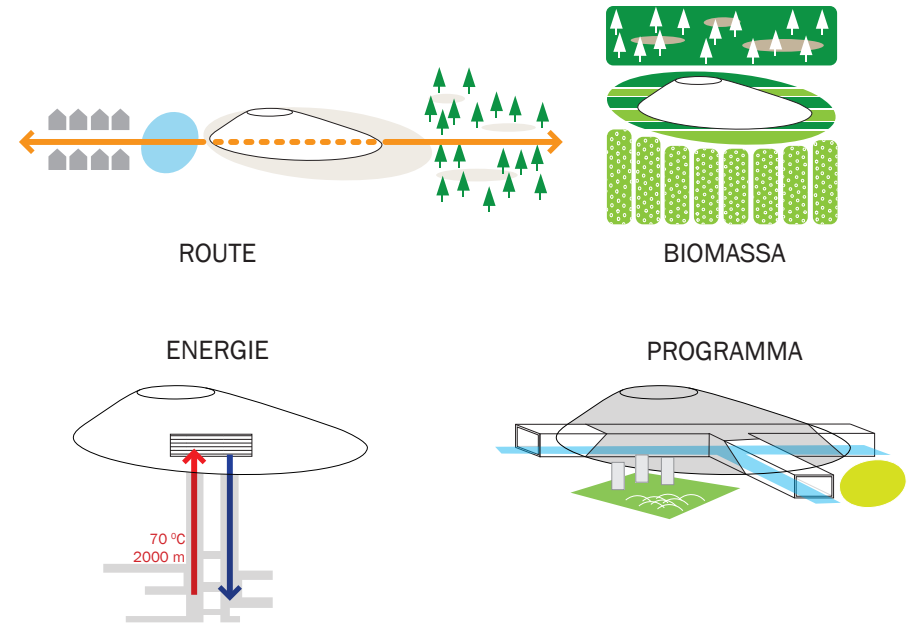 ROUTE
BIOMASSA
ENERGIE
PROGRAMMA
70 ºC
2000 m